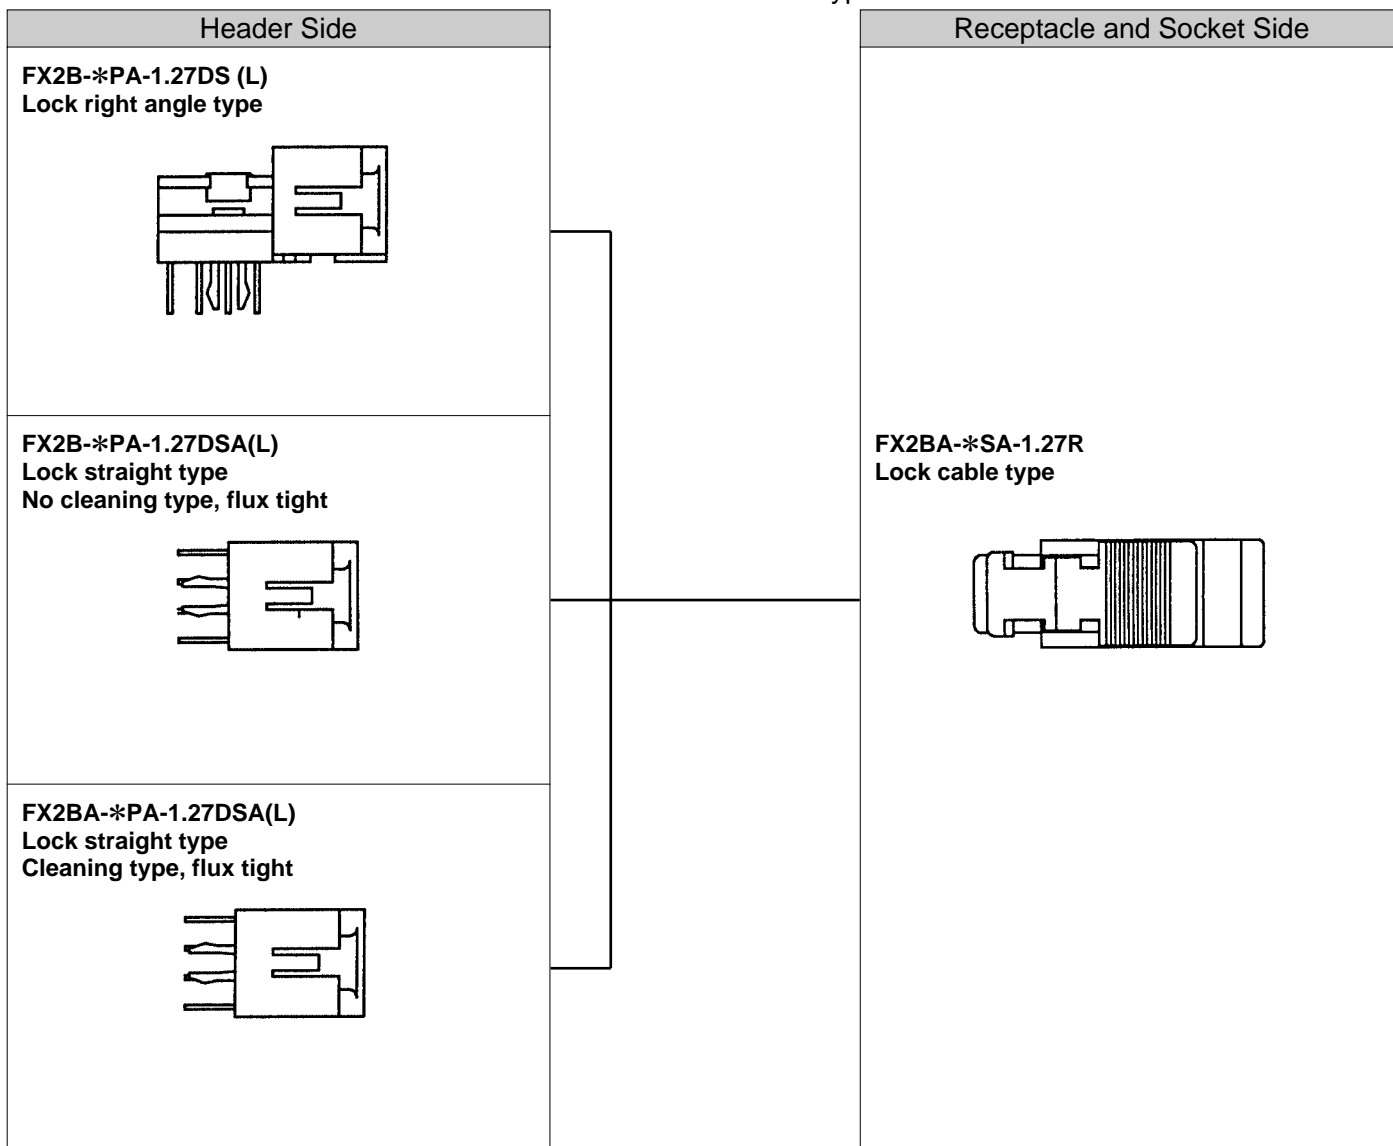 Header Side
Receptacle and Socket Side
FX2B-*PA-1.27DS (L)
Lock right angle type
FX2B-*PA-1.27DSA(L)
Lock straight type
No cleaning type, flux tight
FX2BA-*SA-1.27R
Lock cable type
FX2BA-*PA-1.27DSA(L)
Lock straight type
Cleaning type, flux tight